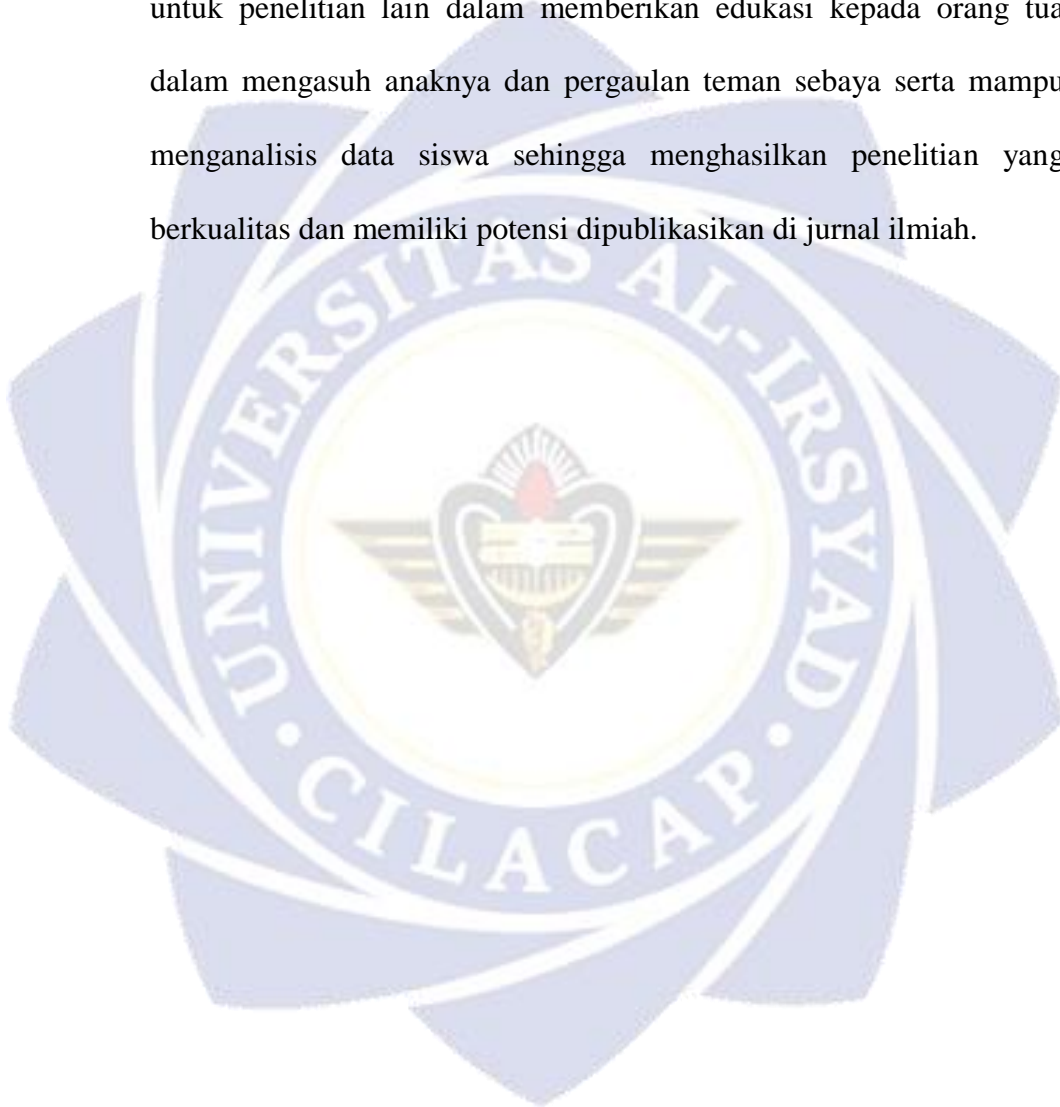 untuk penelitian lain dalam memberikan edukasi kepada orang tua
dalam mengasuh anaknya dan pergaulan teman sebaya serta mampu
menganalisis data siswa sehingga menghasilkan penelitian yang
berkualitas dan memiliki potensi dipublikasikan di jurnal ilmiah.
UNIVERSITAS AL-IRSYAD
• CILACAP •